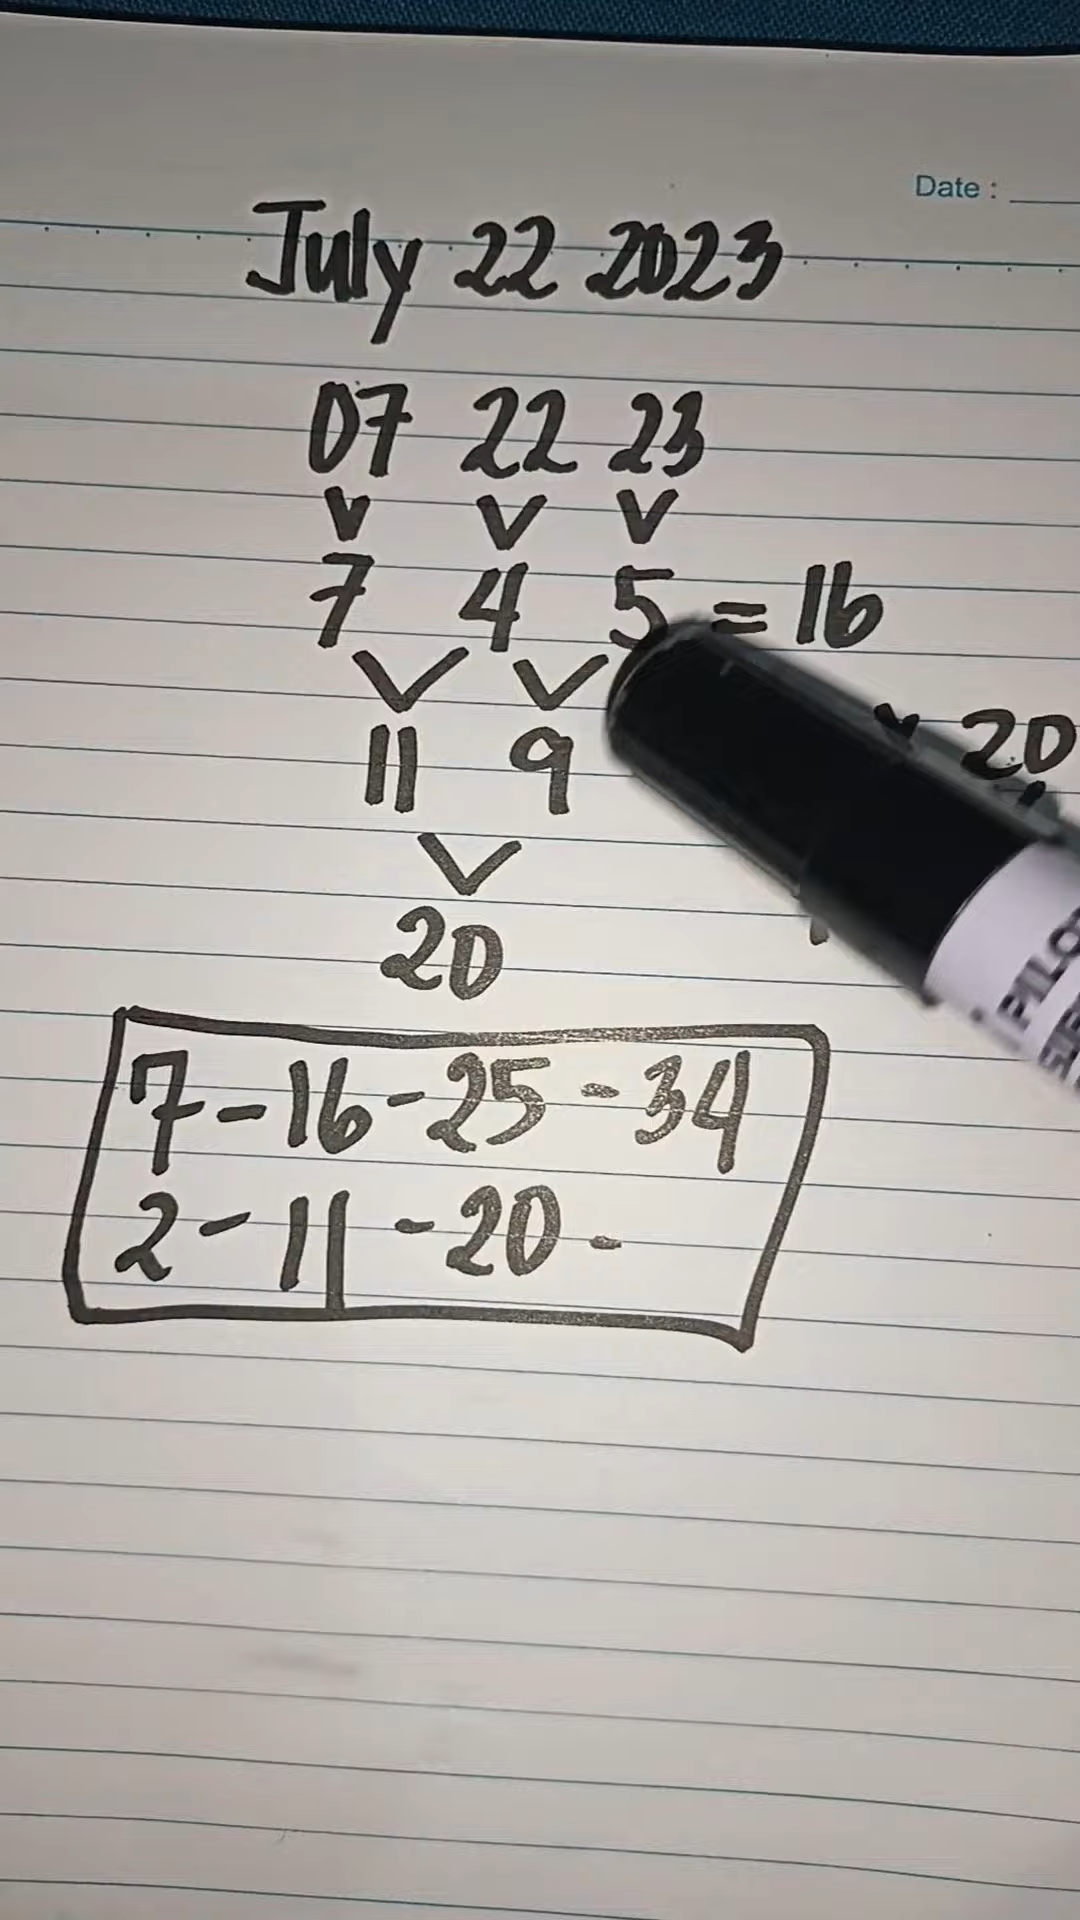 Date :
July 22 2023
07 22 23
v v v
7 4 5 = 16
v v
11 9
20
v
20
7-16-25-34
2-11-20-
PILO